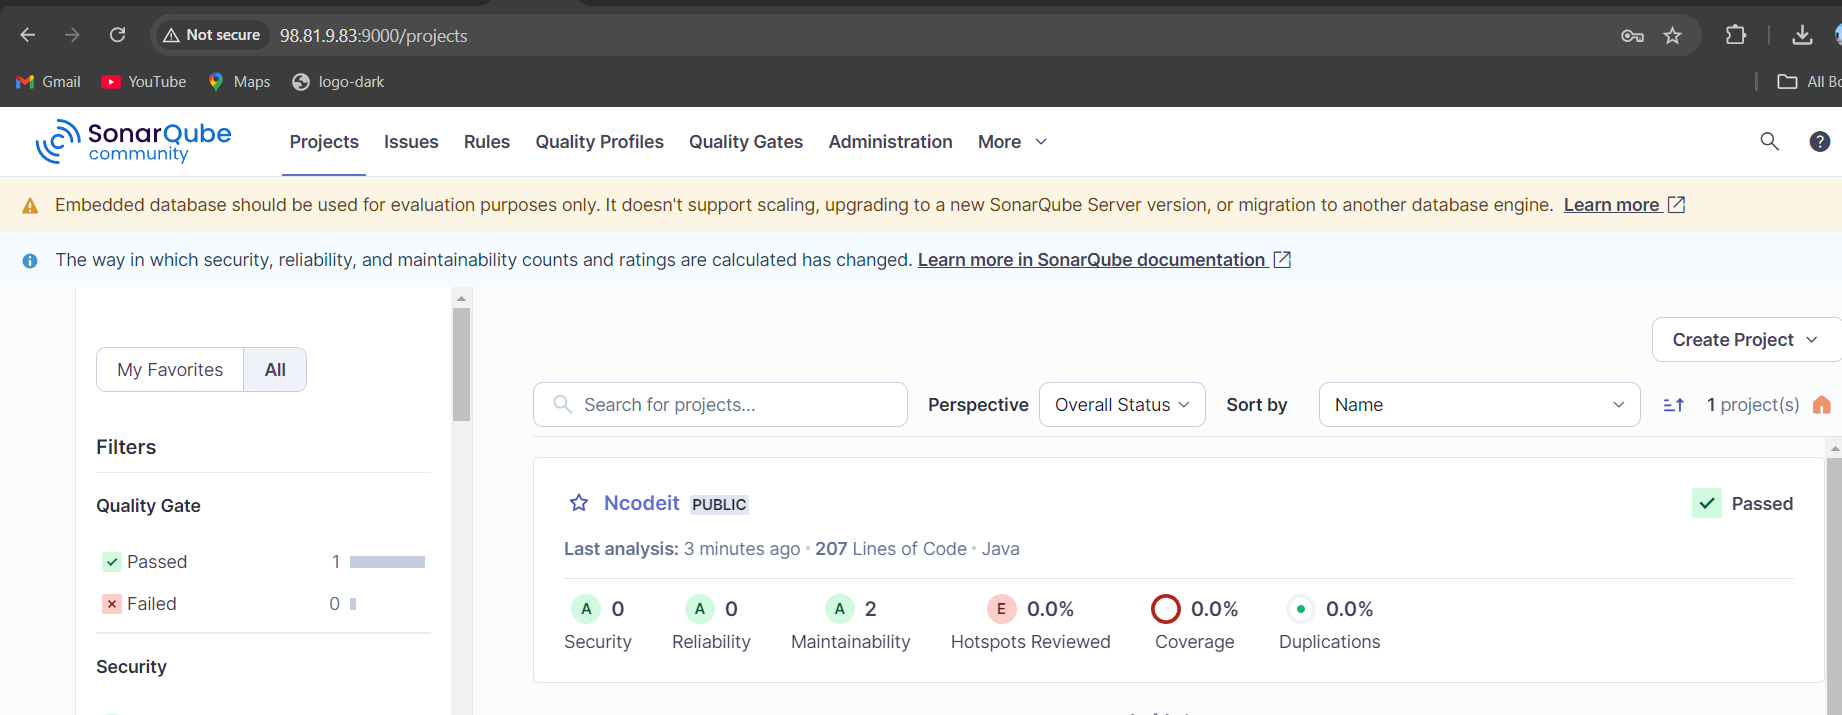 Not secure 98.81.9.83:9000/projects
Gmail YouTube Maps logo-dark All
SonarQube community
Projects Issues Rules Quality Profiles Quality Gates Administration More ?
Embedded database should be used for evaluation purposes only. It doesn't support scaling, upgrading to a new SonarQube Server version, or migration to another database engine. Learn more
The way in which security, reliability, and maintainability counts and ratings are calculated has changed. Learn more in SonarQube documentation
Create Project
My Favorites All
Search for projects... Perspective Overall Status Sort by Name 1 project(s)
Filters
Quality Gate
Passed 1
Failed 0
Security
Ncodeit PUBLIC Passed
Last analysis: 3 minutes ago • 207 Lines of Code • Java
A 0 A 0 A 2 E 0.0% 0.0% 0.0%
Security Reliability Maintainability Hotspots Reviewed Coverage Duplications